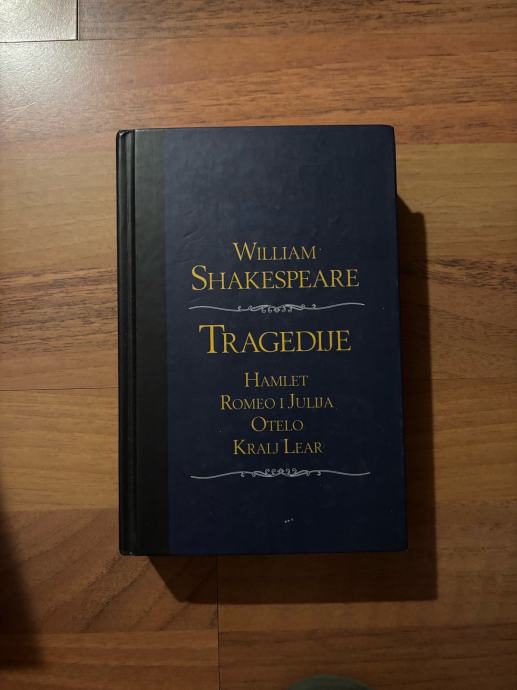 WILLIAM
SHAKESPEARE
TRAGEDIJE
HAMLET
ROMEO I JULIJA
OTELO
KRALJ LEAR